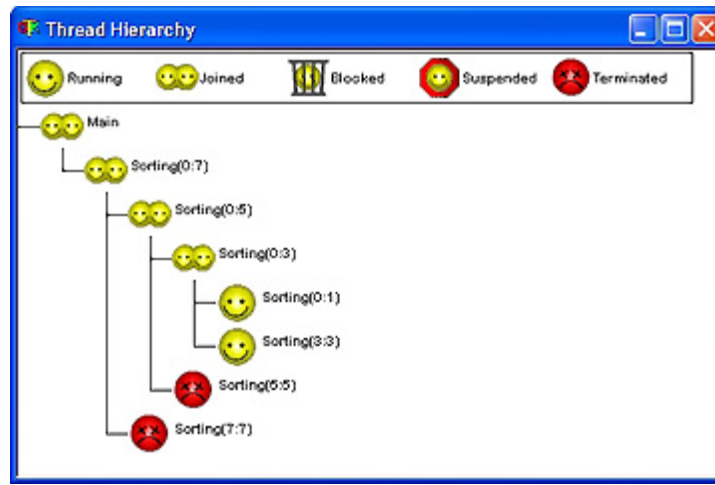 Thread Hierarchy
Running Joined Blocked Suspended Terminated
Main
Sorting(0:7)
Sorting(0:5)
Sorting(0:3)
Sorting(0:1)
Sorting(3:3)
Sorting(5:5)
Sorting(7:7)